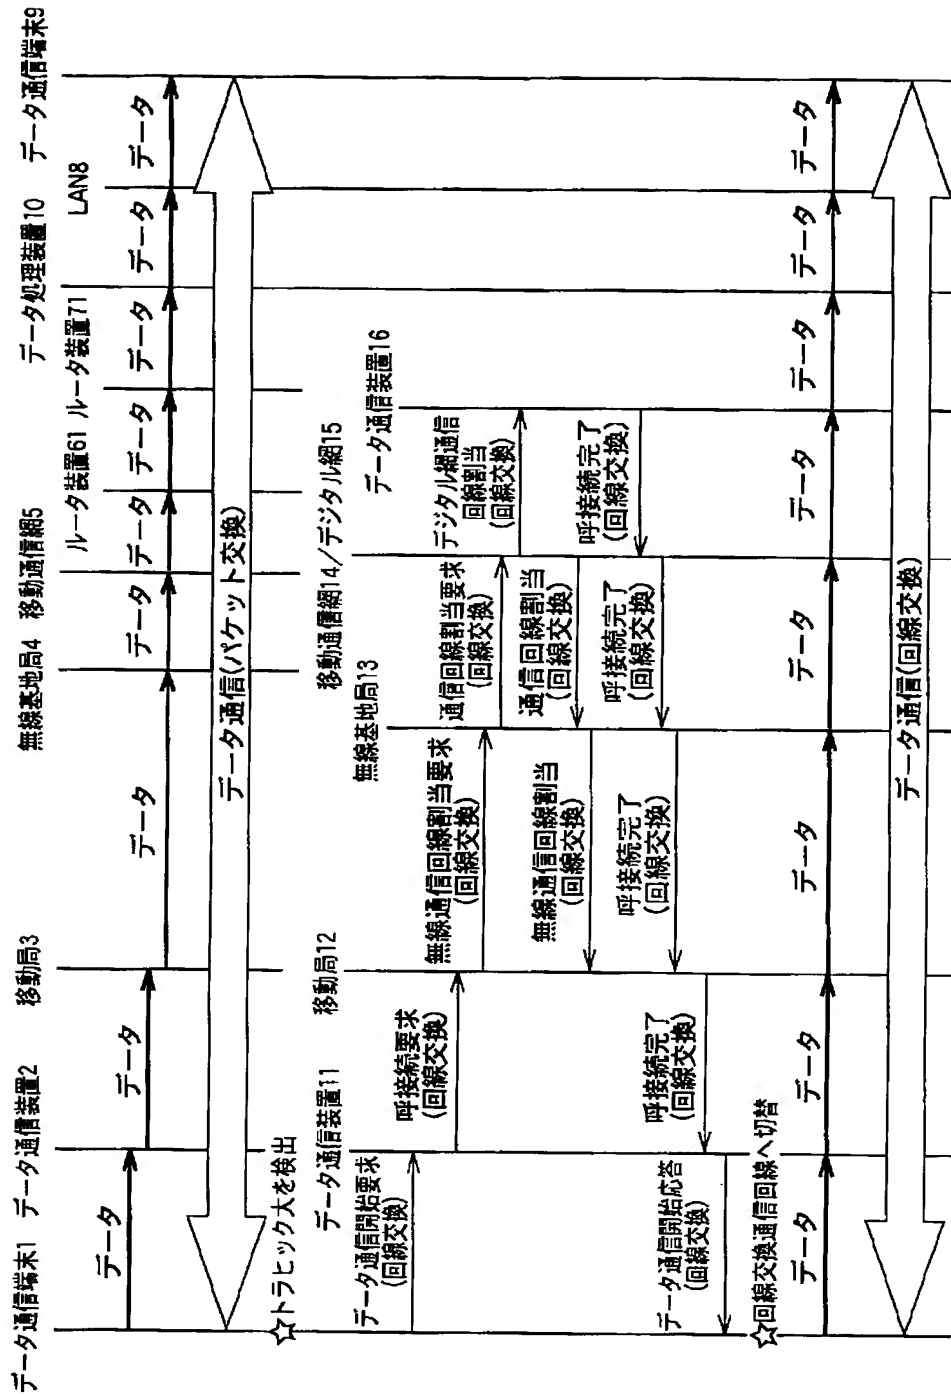 データ通信端末1
データ通信装置2
移動局3
無線基地局4
移動通信網5
ルータ装置61
ルータ装置71
データ処理装置10
LAN8
データ通信端末9
データ
データ
データ
データ
データ
データ
データ
データ
データ
データ通信(パケット交換)
☆トラヒック大を検出
データ通信装置11
移動局12
無線基地局13
移動通信網14/デジタル網15
データ通信装置16
データ通信開始要求
(回線交換)
呼接続要求
(回線交換)
無線通信回線割当要求
(回線交換)
通信回線割当要求
(回線交換)
デジタル網通信
回線割当
(回線交換)
無線通信回線割当
(回線交換)
通信回線割当
(回線交換)
呼接続完了
(回線交換)
呼接続完了
(回線交換)
呼接続完了
(回線交換)
呼接続完了
(回線交換)
データ通信開始応答
(回線交換)
☆回線交換通信回線へ切替
データ
データ
データ
データ
データ
データ
データ
データ
データ通信(回線交換)